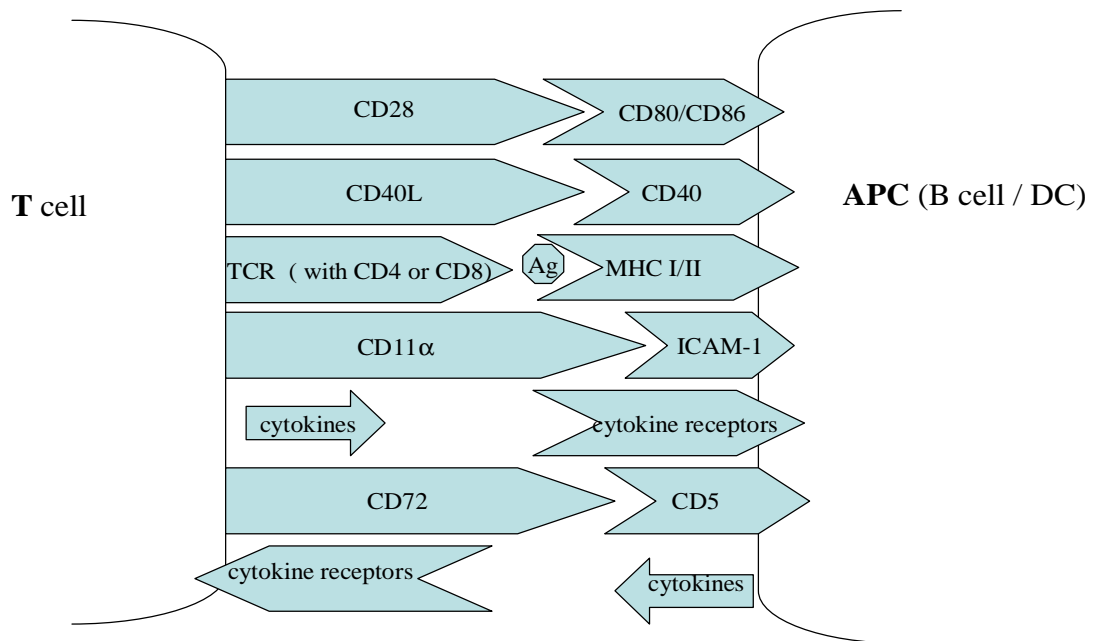 CD28
CD80/CD86
T cell
CD40L
CD40
APC (B cell / DC)
TCR ( with CD4 or CD8)
Ag
MHC I/II
CD11α
ICAM-1
cytokines
cytokine receptors
CD72
CD5
cytokine receptors
cytokines